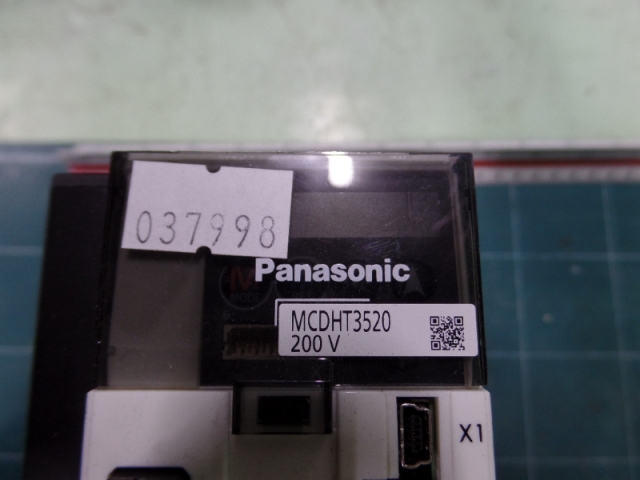 037998
Panasonic
MCDHT3520
200 V
X1